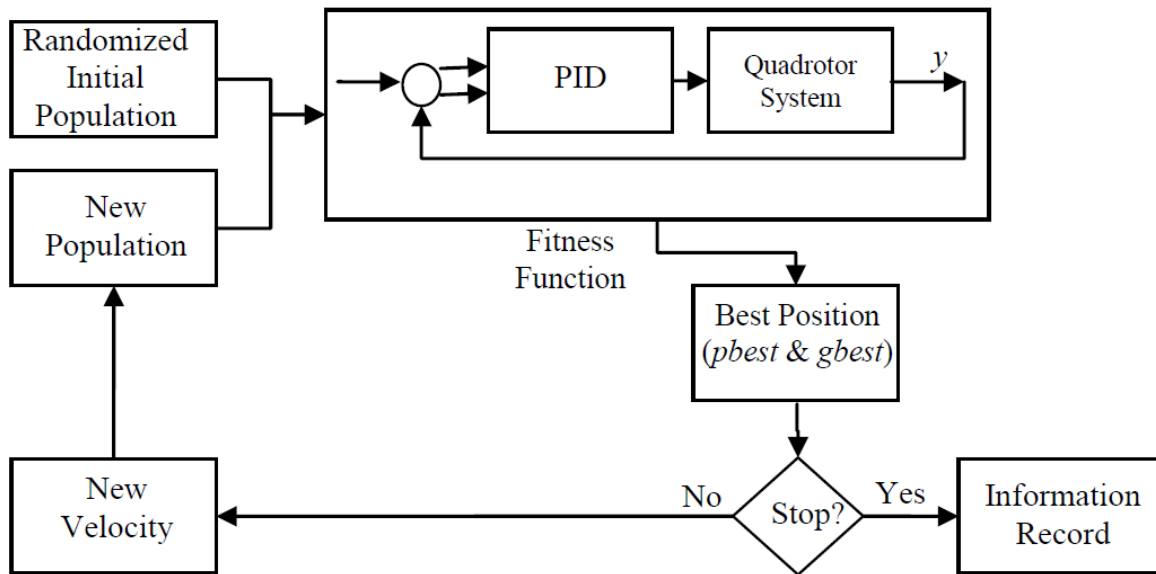 Randomized
Initial
Population
PID
Quadrotor
System
y
New
Population
Fitness
Function
Best Position
(pbest & gbest)
New
Velocity
No
Stop?
Yes
Information
Record